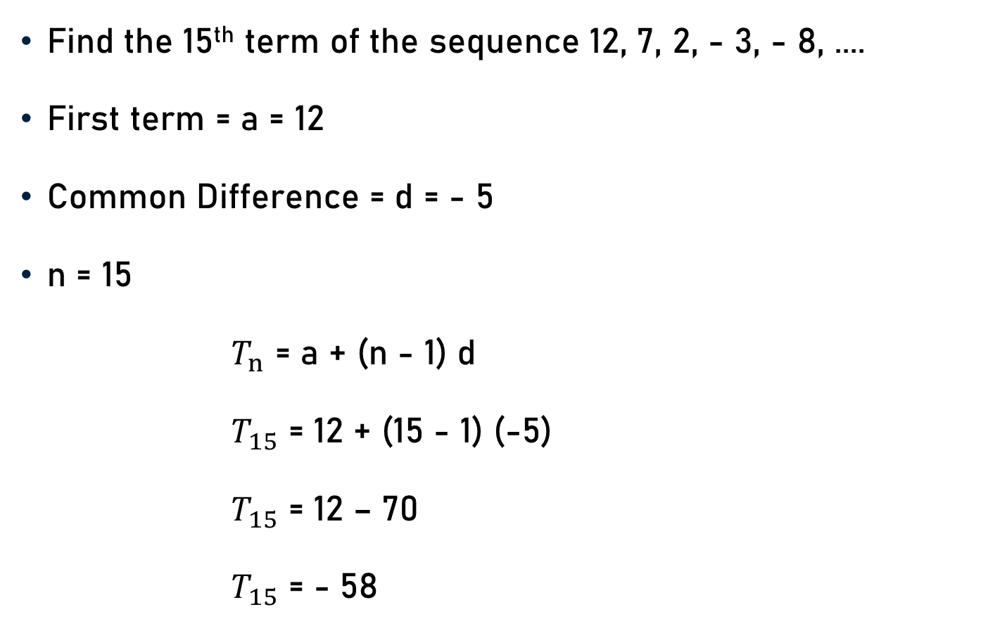 • Find the 15th term of the sequence 12, 7, 2, – 3, – 8, ....
• First term = a = 12
• Common Difference = d = – 5
• n = 15
Tn = a + (n – 1) d
T15 = 12 + (15 – 1) (–5)
T15 = 12 – 70
T15 = – 58